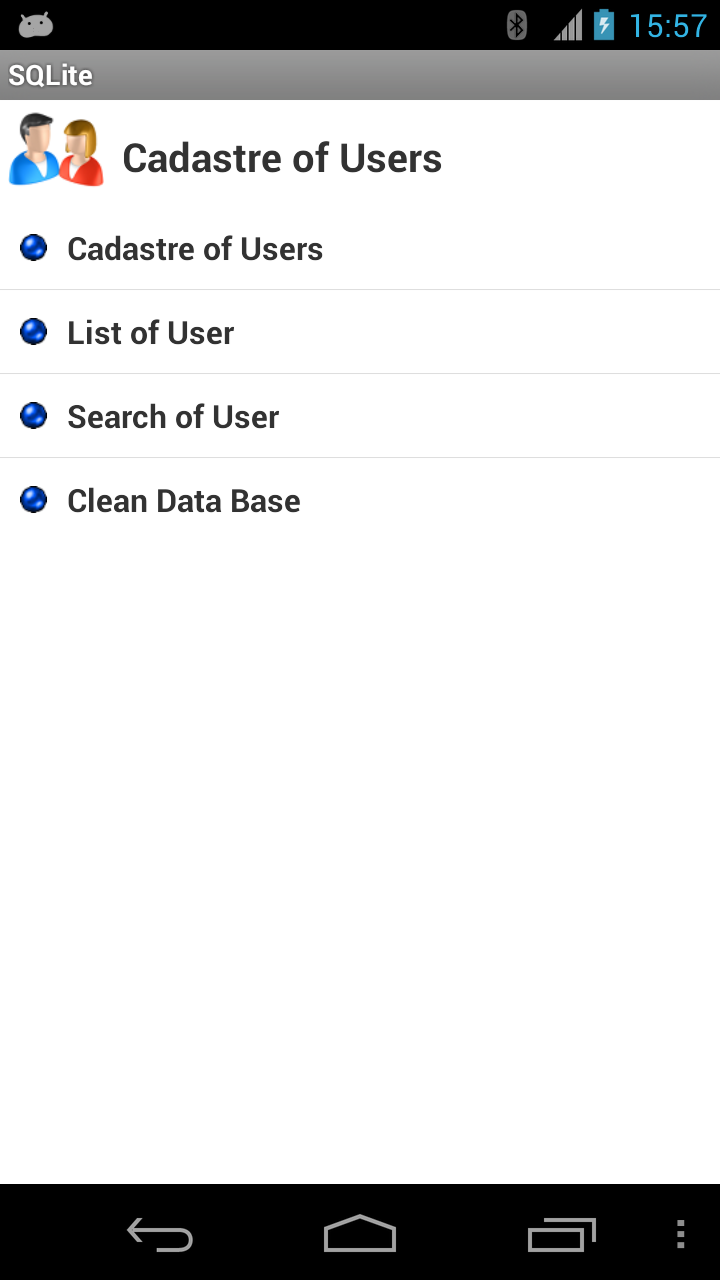 15:57
SQLite
Cadastre of Users
Cadastre of Users
List of User
Search of User
Clean Data Base